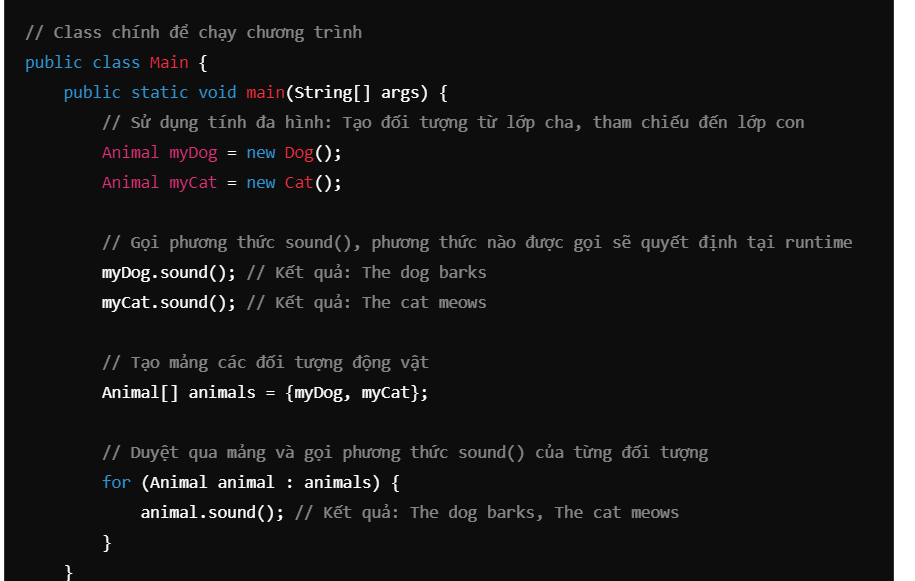 // Class chính để chạy chương trình
public class Main {
    public static void main(String[] args) {
        // Sử dụng tính đa hình: Tạo đối tượng từ lớp cha, tham chiếu đến lớp con
        Animal myDog = new Dog();
        Animal myCat = new Cat();

        // Gọi phương thức sound(), phương thức nào được gọi sẽ quyết định tại runtime
        myDog.sound(); // Kết quả: The dog barks
        myCat.sound(); // Kết quả: The cat meows

        // Tạo mảng các đối tượng động vật
        Animal[] animals = {myDog, myCat};

        // Duyệt qua mảng và gọi phương thức sound() của từng đối tượng
        for (Animal animal : animals) {
            animal.sound(); // Kết quả: The dog barks, The cat meows
        }
    }